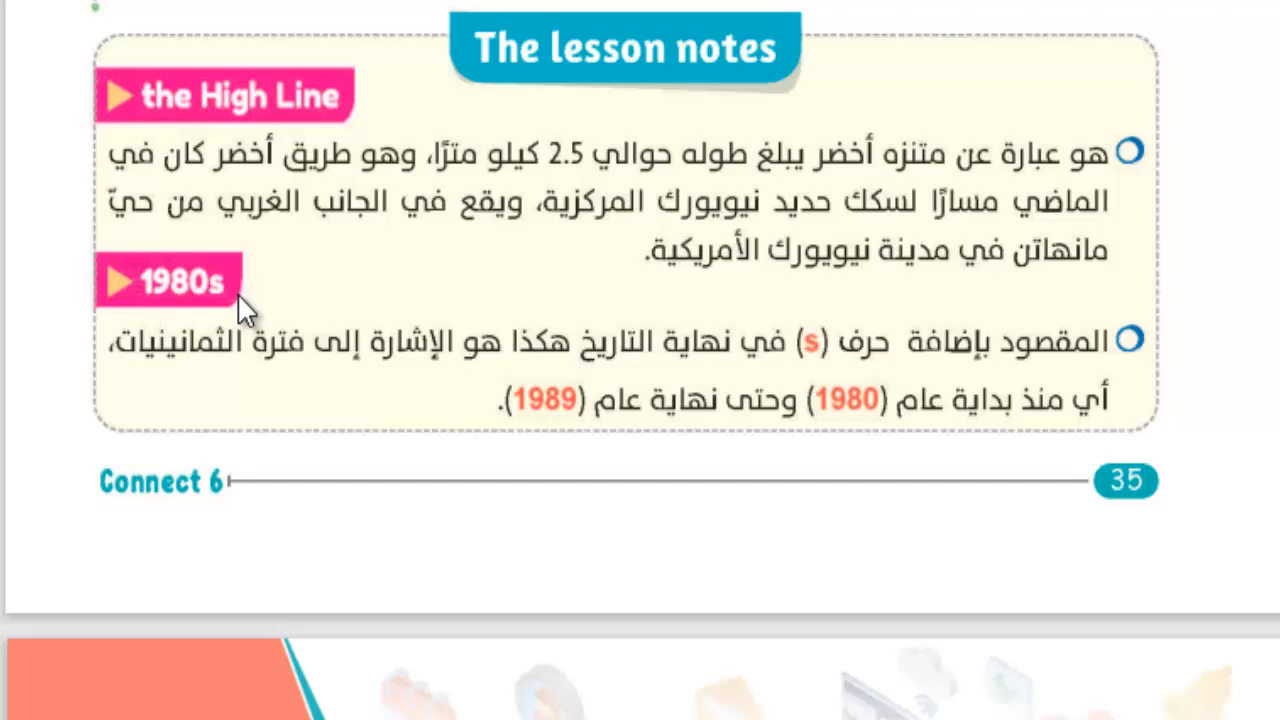 The lesson notes
the High Line
هو عبارة عن متنزه أخضر يبلغ طوله حوالي 2.5 كيلو مترًا، وهو طريق أخضر كان في
الماضي مسارًا لسكك حديد نيويورك المركزية، ويقع في الجانب الغربي من حيّ
مانهاتن في مدينة نيويورك الأمريكية.
1980s
المقصود بإضافة حرف (s) في نهاية التاريخ هكذا هو الإشارة إلى فترة الثمانينيات،
أي منذ بداية عام (1980) وحتى نهاية عام (1989).
Connect 6
35